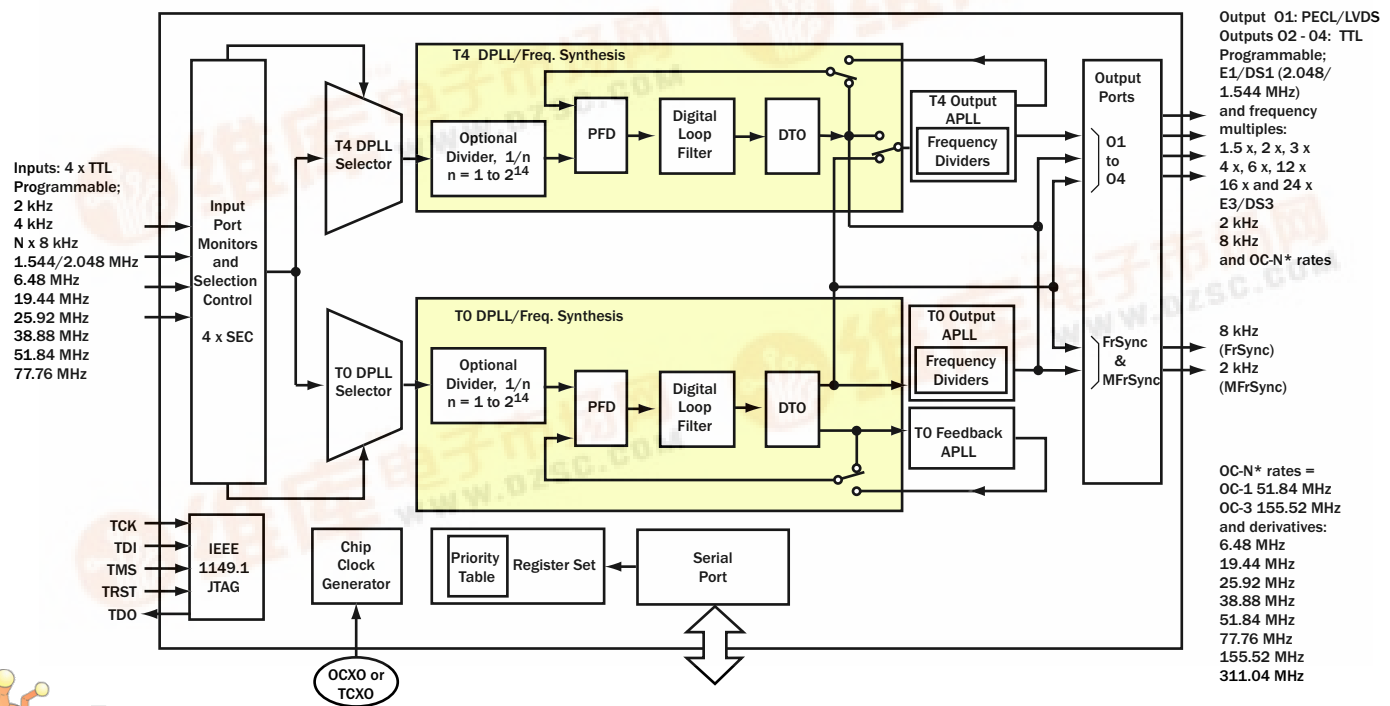 Inputs: 4 x TTL
Programmable;
2 kHz
4 kHz
N x 8 kHz
1.544/2.048 MHz
6.48 MHz
19.44 MHz
25.92 MHz
38.88 MHz
51.84 MHz
77.76 MHz
Input
Port
Monitors
and
Selection
Control
4 x SEC
T4 DPLL
Selector
T4 DPLL/Freq. Synthesis
Optional
Divider, 1/n
n = 1 to 2^14
PFD
Digital
Loop
Filter
DTO
T4 Output
APLL
Frequency
Dividers
T0 DPLL
Selector
T0 DPLL/Freq. Synthesis
Optional
Divider, 1/n
n = 1 to 2^14
PFD
Digital
Loop
Filter
DTO
T0 Output
APLL
Frequency
Dividers
T0 Feedback
APLL
Output
Ports
O1
to
O4
FrSync
&
MFrSync
Output O1: PECL/LVDS
Outputs O2 - O4: TTL
Programmable;
E1/DS1 (2.048/
1.544 MHz)
and frequency
multiples:
1.5 x, 2 x, 3 x
4 x, 6 x, 12 x
16 x and 24 x
E3/DS3
2 kHz
8 kHz
and OC-N* rates
8 kHz
(FrSync)
2 kHz
(MFrSync)
OC-N* rates =
OC-1 51.84 MHz
OC-3 155.52 MHz
and derivatives:
6.48 MHz
19.44 MHz
25.92 MHz
38.88 MHz
51.84 MHz
77.76 MHz
155.52 MHz
311.04 MHz
TCK
TDI
TMS
TRST
TDO
IEEE
1149.1
JTAG
Chip
Clock
Generator
OCXO or
TCXO
Priority
Table
Register Set
Serial
Port
维库电子市场网
WWW.DZSC.COM